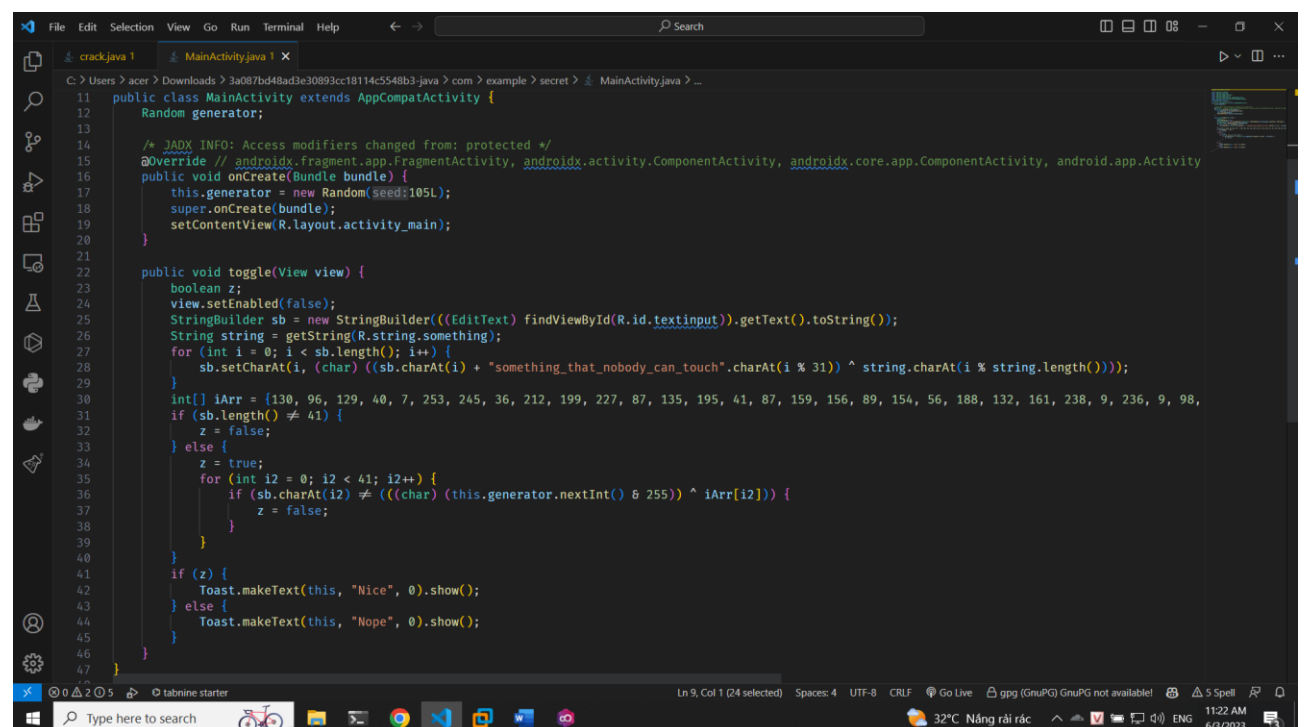 File Edit Selection View Go Run Terminal Help ← → Search
crack.java 1 MainActivity.java 1
C: > Users > acer > Downloads > 3a087bd48ad3e30893cc18114c5548b3-java > com > example > secret > MainActivity.java > ...
11 public class MainActivity extends AppCompatActivity {
12 Random generator;
13
14 /* JADX INFO: Access modifiers changed from: protected */
15 @Override // androidx.fragment.app.FragmentActivity, androidx.activity.ComponentActivity, androidx.core.app.ComponentActivity, android.app.Activity
16 public void onCreate(Bundle bundle) {
17 this.generator = new Random(seed:105L);
18 super.onCreate(bundle);
19 setContentView(R.layout.activity_main);
20 }
21
22 public void toggle(View view) {
23 boolean z;
24 view.setEnabled(false);
25 StringBuilder sb = new StringBuilder(((EditText) findViewById(R.id.textinput)).getText().toString());
26 String string = getString(R.string.something);
27 for (int i = 0; i < sb.length(); i++) {
28 sb.setCharAt(i, (char) ((sb.charAt(i) + "something_that_nobody_can_touch".charAt(i % 31)) ^ string.charAt(i % string.length())));
29 }
30 int[] iArr = {130, 96, 129, 40, 7, 253, 245, 36, 212, 199, 227, 87, 135, 195, 41, 87, 159, 156, 89, 154, 56, 188, 132, 161, 238, 9, 236, 9, 98,
31 if (sb.length() ≠ 41) {
32 z = false;
33 } else {
34 z = true;
35 for (int i2 = 0; i2 < 41; i2++) {
36 if (sb.charAt(i2) ≠ (((char) (this.generator.nextInt() & 255)) ^ iArr[i2])) {
37 z = false;
38 }
39 }
40 }
41 if (z) {
42 Toast.makeText(this, "Nice", 0).show();
43 } else {
44 Toast.makeText(this, "Nope", 0).show();
45 }
46 }
47 }
0 2 5 tabnine starter Ln 9, Col 1 (24 selected) Spaces: 4 UTF-8 CRLF Java Go Live gpg (GnuPG) GnuPG not available! 5 Spell
Type here to search 32°C Nắng rải rác ENG 11:22 AM
6/3/2023